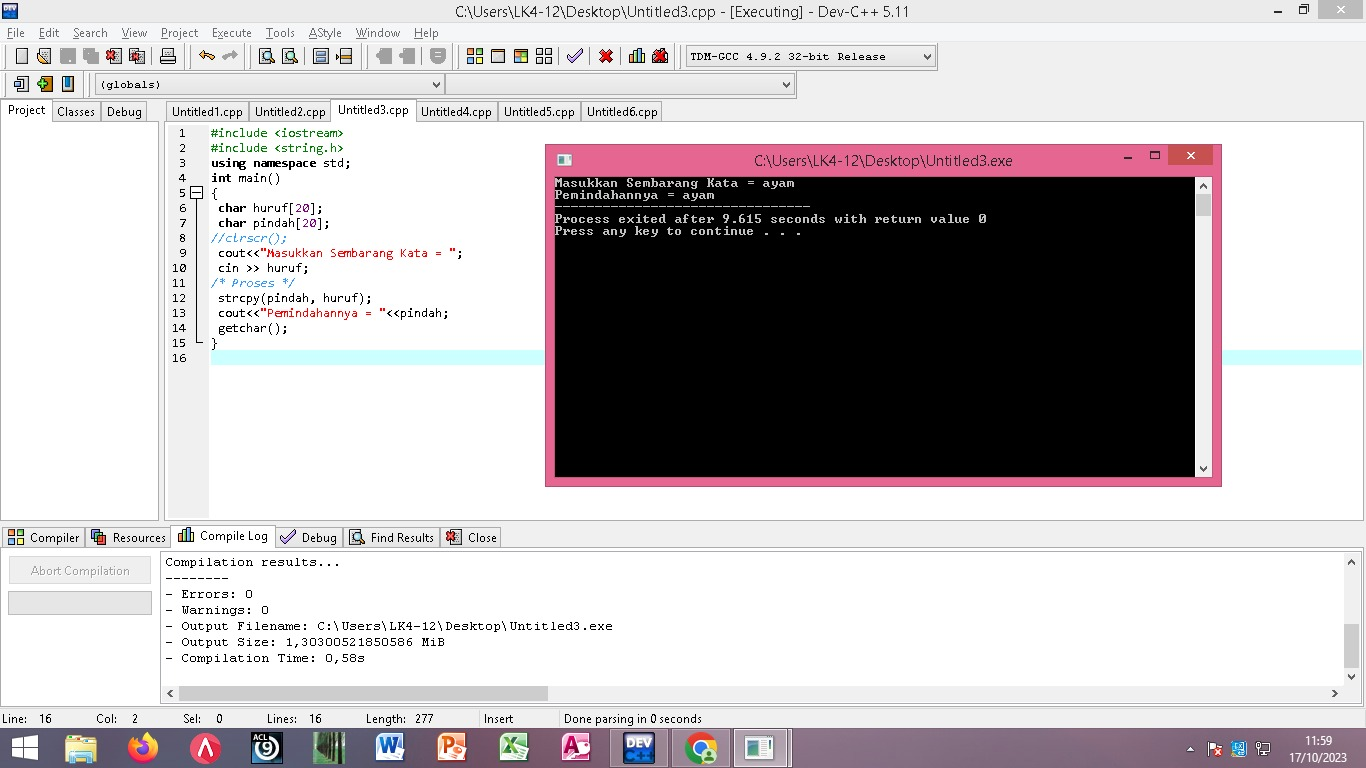 C:\Users\LK4-12\Desktop\Untitled3.cpp - [Executing] - Dev-C++ 5.11
File Edit Search View Project Execute Tools AStyle Window Help
TDM-GCC 4.9.2 32-bit Release
(globals)
Project Classes Debug
Untitled1.cpp Untitled2.cpp Untitled3.cpp Untitled4.cpp Untitled5.cpp Untitled6.cpp
1 #include <iostream>
2 #include <string.h>
3 using namespace std;
4 int main()
5 {
6 char huruf[20];
7 char pindah[20];
8 //clrscr();
9 cout<<"Masukkan Sembarang Kata = ";
10 cin >> huruf;
11 /* Proses */
12 strcpy(pindah, huruf);
13 cout<<"Pemindahannya = "<<pindah;
14 getchar();
15 }
16
C:\Users\LK4-12\Desktop\Untitled3.exe
Masukkan Sembarang Kata = ayam
Pemindahannya = ayam
--------------------------------
Process exited after 9.615 seconds with return value 0
Press any key to continue . . .
Compiler Resources Compile Log Debug Find Results Close
Abort Compilation
Compilation results...
--------
- Errors: 0
- Warnings: 0
- Output Filename: C:\Users\LK4-12\Desktop\Untitled3.exe
- Output Size: 1,30300521850586 MiB
- Compilation Time: 0,58s
Line: 16 Col: 2 Sel: 0 Lines: 16 Length: 277 Insert Done parsing in 0 seconds
ACL
9
DEV
C++
11:59
17/10/2023